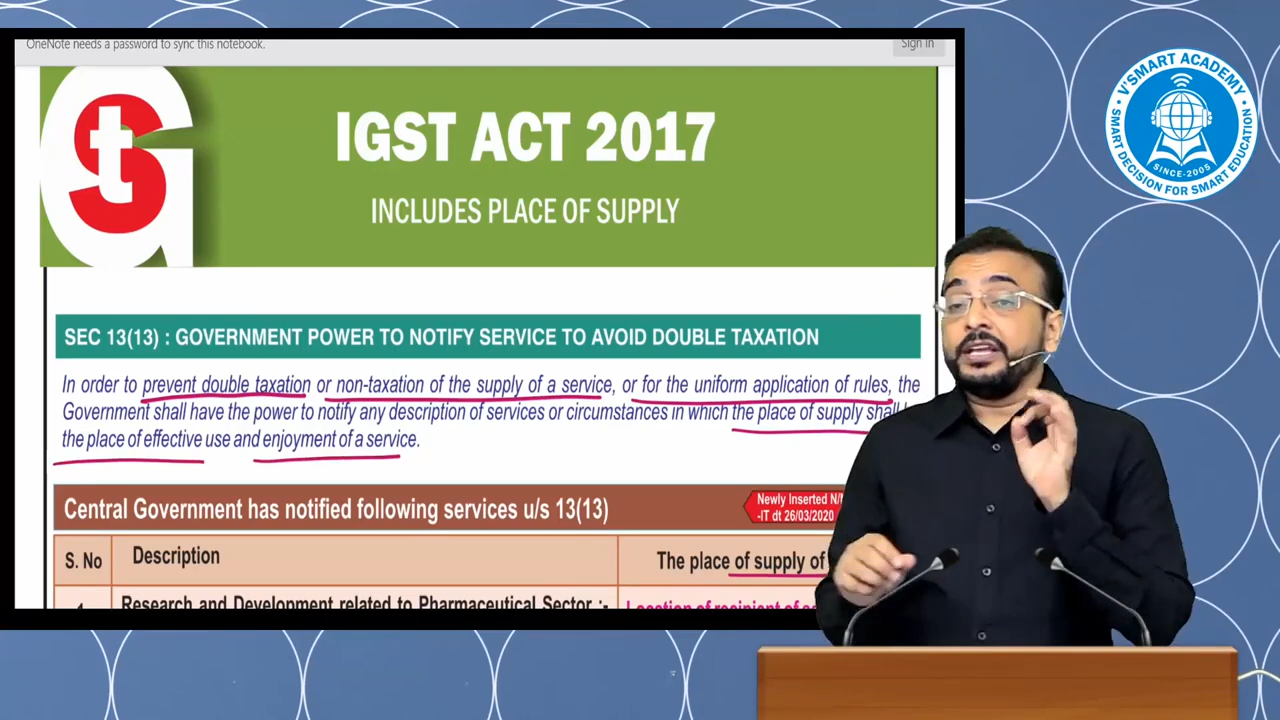 OneNote needs a password to sync this notebook.
Sign in
GSt
IGST ACT 2017
INCLUDES PLACE OF SUPPLY
V'SMART ACADEMY
SINCE-2005
SMART DECISION FOR SMART EDUCATION
SEC 13(13) : GOVERNMENT POWER TO NOTIFY SERVICE TO AVOID DOUBLE TAXATION
In order to prevent double taxation or non-taxation of the supply of a service, or for the uniform application of rules, the
Government shall have the power to notify any description of services or circumstances in which the place of supply shall
the place of effective use and enjoyment of a service.
Central Government has notified following services u/s 13(13)
Newly Inserted
-IT dt 26/03/2020
S. No
Description
The place of supply of
Research and Development related to Pharmaceutical Sector :-
Location of recipient of